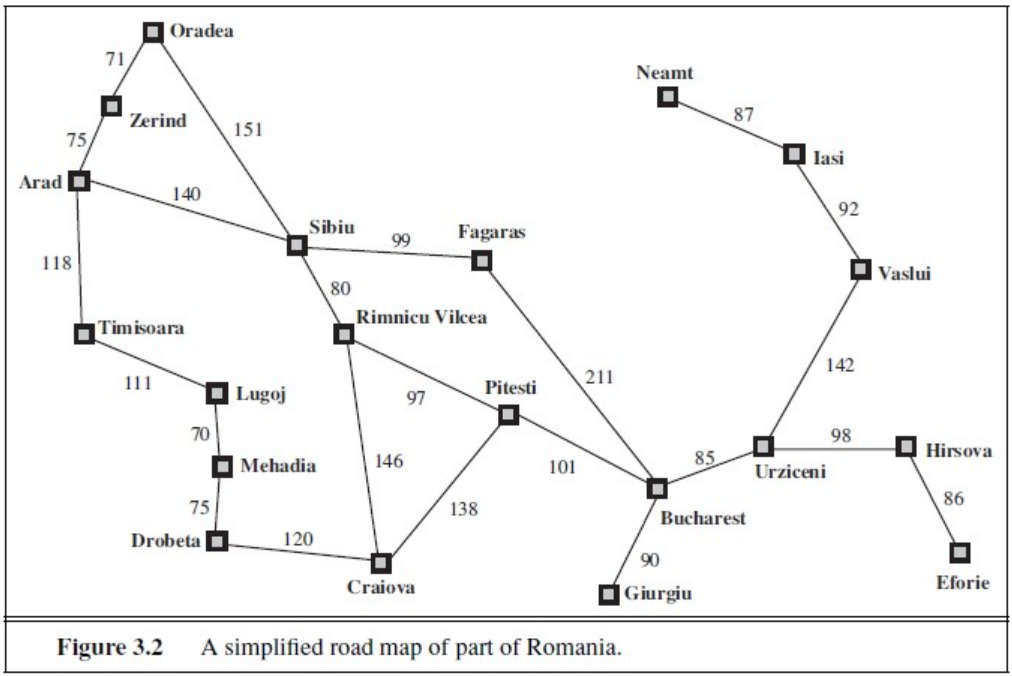 Oradea
71
Neamt
Zerind
87
151
75
Iasi
Arad
140
92
Sibiu
Fagaras
99
118
Vaslui
80
Timisoara
Rimnicu Vilcea
142
111
Lugoj
97
Pitesti
211
70
98
Mehadia
146
101
85
Hirsova
Urziceni
75
138
86
Drobeta
120
Bucharest
90
Craiova
Giurgiu
Eforie
Figure 3.2 A simplified road map of part of Romania.